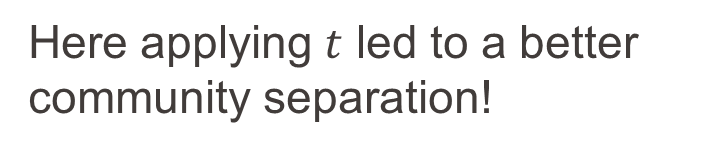 Here applying t led to a better
community separation!